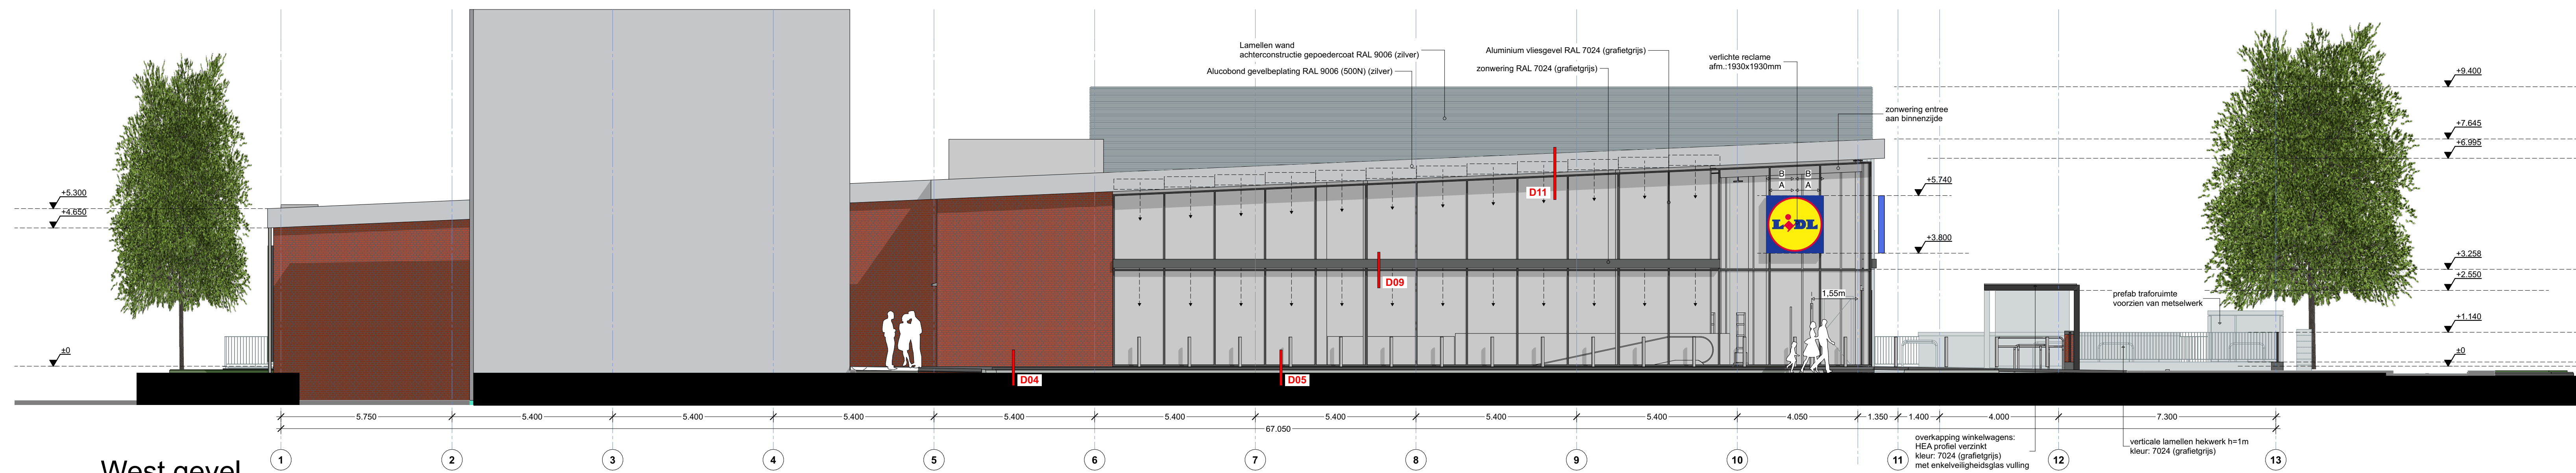 Lamellen wand
achterconstructie gepoedercoat RAL 9006 (zilver)
Alucobond gevelbeplating RAL 9006 (500N) (zilver)
Aluminium vliesgevel RAL 7024 (grafietgrijs)
zonwering RAL 7024 (grafietgrijs)
verlichte reclame
afm.:1930x1930mm
zonwering entree
aan binnenzijde
+9.400
+7.645
+6.995
+5.300
+4.650
+5.740
+3.800
+3.258
+2.550
+1.140
±0
±0
B B
A A
LIDL
1,55m
D11
D09
D04
D05
prefab traforuimte
voorzien van metselwerk
5.750 5.400 5.400 5.400 5.400 5.400 5.400 5.400 5.400 4.050 1.350 1.400 4.000 7.300
67.050
overkapping winkelwagens:
HEA profiel verzinkt
kleur: 7024 (grafietgrijs)
met enkelveiligheidsglas vulling
verticale lamellen hekwerk h=1m
kleur: 7024 (grafietgrijs)
1 2 3 4 5 6 7 8 9 10 11 12 13
West gevel